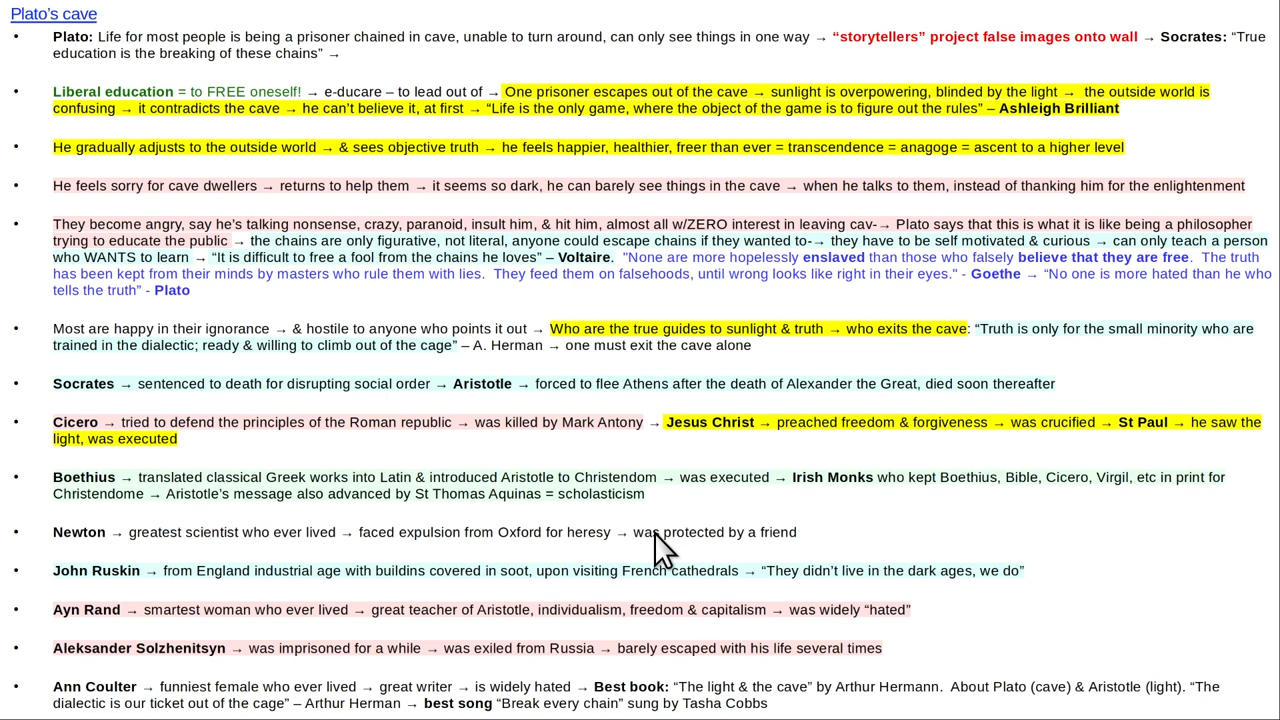 Plato's cave
• Plato: Life for most people is being a prisoner chained in cave, unable to turn around, can only see things in one way → “storytellers” project false images onto wall → Socrates: “True
education is the breaking of these chains” →
• Liberal education = to FREE oneself! → e-ducare – to lead out of → One prisoner escapes out of the cave → sunlight is overpowering, blinded by the light → the outside world is
confusing → it contradicts the cave → he can’t believe it, at first → “Life is the only game, where the object of the game is to figure out the rules” – Ashleigh Brilliant
• He gradually adjusts to the outside world → & sees objective truth → he feels happier, healthier, freer than ever = transcendence = anagoge = ascent to a higher level
• He feels sorry for cave dwellers → returns to help them → it seems so dark, he can barely see things in the cave → when he talks to them, instead of thanking him for the enlightenment
• They become angry, say he’s talking nonsense, crazy, paranoid, insult him, & hit him, almost all w/ZERO interest in leaving cav-→ Plato says that this is what it is like being a philosopher
trying to educate the public → the chains are only figurative, not literal, anyone could escape chains if they wanted to-→ they have to be self motivated & curious → can only teach a person
who WANTS to learn → “It is difficult to free a fool from the chains he loves” – Voltaire. "None are more hopelessly enslaved than those who falsely believe that they are free. The truth
has been kept from their minds by masters who rule them with lies. They feed them on falsehoods, until wrong looks like right in their eyes." - Goethe → “No one is more hated than he who
tells the truth” - Plato
• Most are happy in their ignorance → & hostile to anyone who points it out → Who are the true guides to sunlight & truth → who exits the cave: “Truth is only for the small minority who are
trained in the dialectic; ready & willing to climb out of the cage” – A. Herman → one must exit the cave alone
• Socrates → sentenced to death for disrupting social order → Aristotle → forced to flee Athens after the death of Alexander the Great, died soon thereafter
• Cicero → tried to defend the principles of the Roman republic → was killed by Mark Antony → Jesus Christ → preached freedom & forgiveness → was crucified → St Paul → he saw the
light, was executed
• Boethius → translated classical Greek works into Latin & introduced Aristotle to Christendom → was executed → Irish Monks who kept Boethius, Bible, Cicero, Virgil, etc in print for
Christendome → Aristotle’s message also advanced by St Thomas Aquinas = scholasticism
• Newton → greatest scientist who ever lived → faced expulsion from Oxford for heresy → was protected by a friend
• John Ruskin → from England industrial age with buildins covered in soot, upon visiting French cathedrals → “They didn’t live in the dark ages, we do”
• Ayn Rand → smartest woman who ever lived → great teacher of Aristotle, individualism, freedom & capitalism → was widely “hated”
• Aleksander Solzhenitsyn → was imprisoned for a while → was exiled from Russia → barely escaped with his life several times
• Ann Coulter → funniest female who ever lived → great writer → is widely hated → Best book: “The light & the cave” by Arthur Hermann. About Plato (cave) & Aristotle (light). “The
dialectic is our ticket out of the cage” – Arthur Herman → best song “Break every chain” sung by Tasha Cobbs